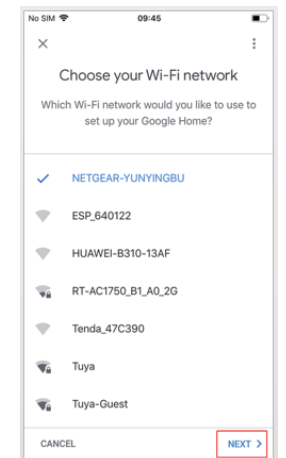 No SIM 09:45
Choose your Wi-Fi network
Which Wi-Fi network would you like to use to
set up your Google Home?
NETGEAR-YUNYINGBU
ESP_640122
HUAWEI-B310-13AF
RT-AC1750_B1_A0_2G
Tenda_47C390
Tuya
Tuya-Guest
CANCEL NEXT